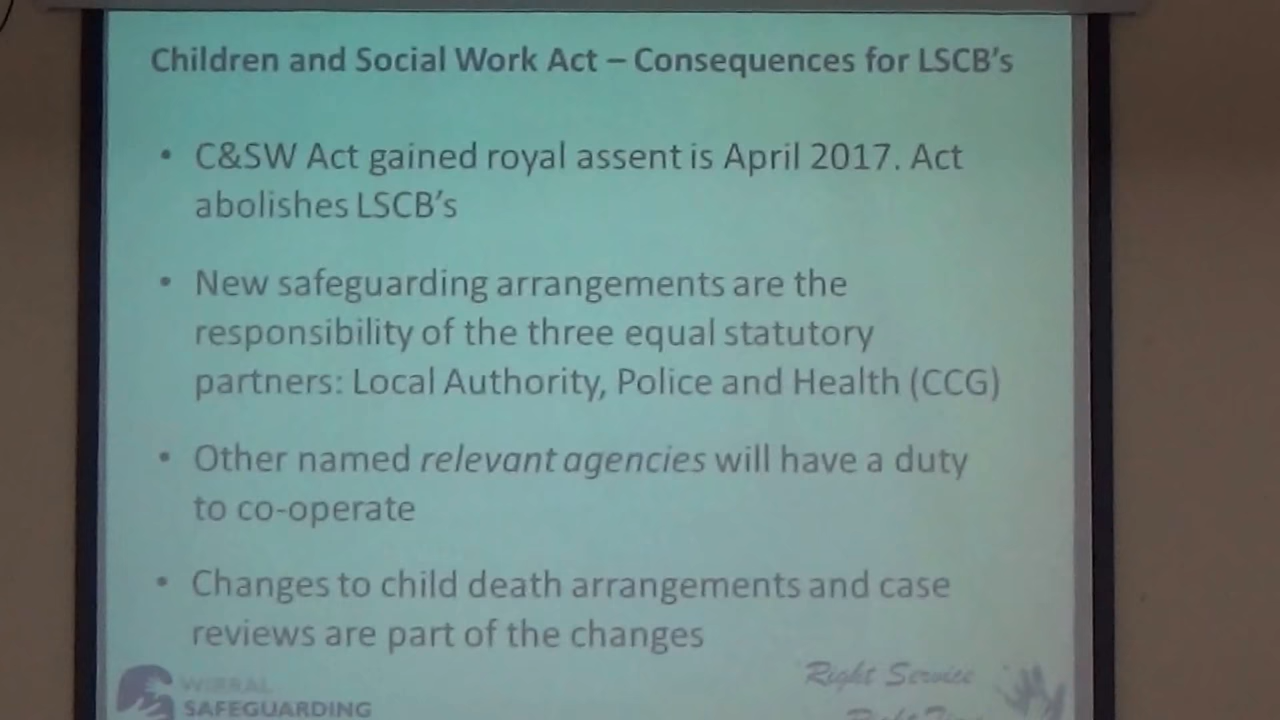 Children and Social Work Act – Consequences for LSCB's
• C&SW Act gained royal assent is April 2017. Act
abolishes LSCB's
• New safeguarding arrangements are the
responsibility of the three equal statutory
partners: Local Authority, Police and Health (CCG)
• Other named relevant agencies will have a duty
to co-operate
• Changes to child death arrangements and case
reviews are part of the changes
WIRRAL
SAFEGUARDING
Right Service
Right